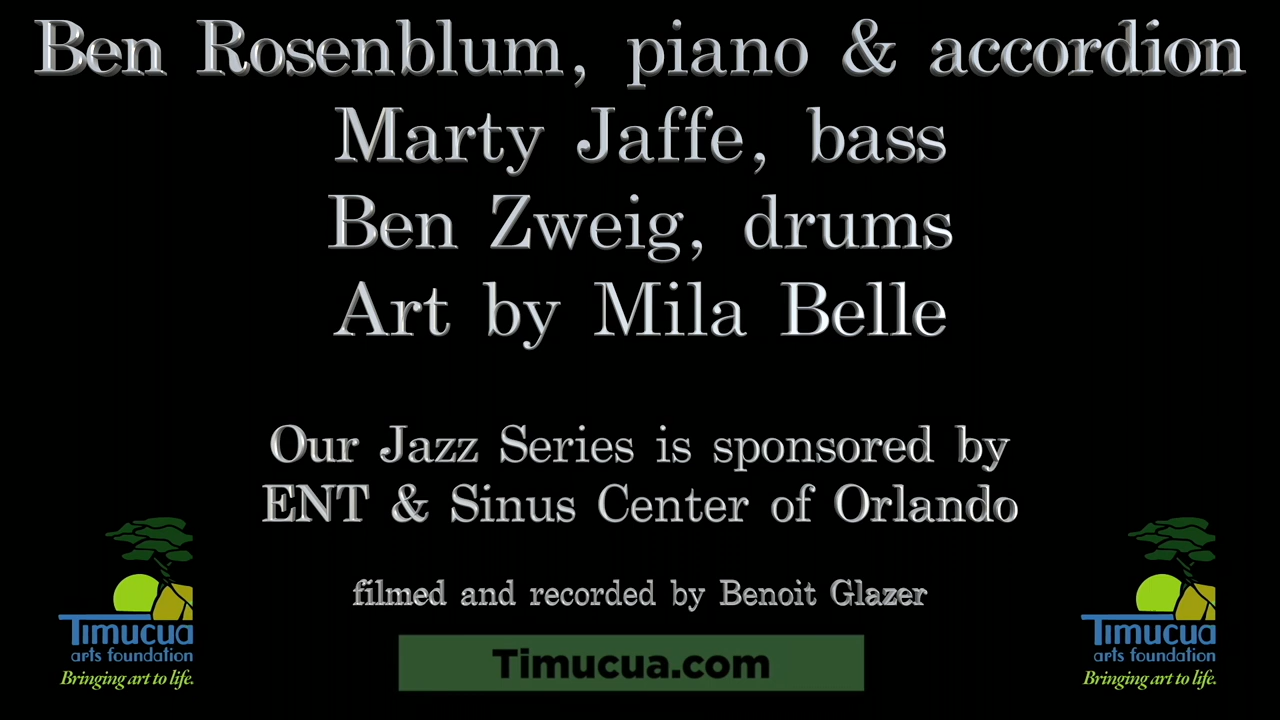 Ben Rosenblum, piano & accordion
Marty Jaffe, bass
Ben Zweig, drums
Art by Mila Belle
Our Jazz Series is sponsored by
ENT & Sinus Center of Orlando
filmed and recorded by Benoit Glazer
Timucua.com
Timucua
arts foundation
Bringing art to life.
Timucua
arts foundation
Bringing art to life.